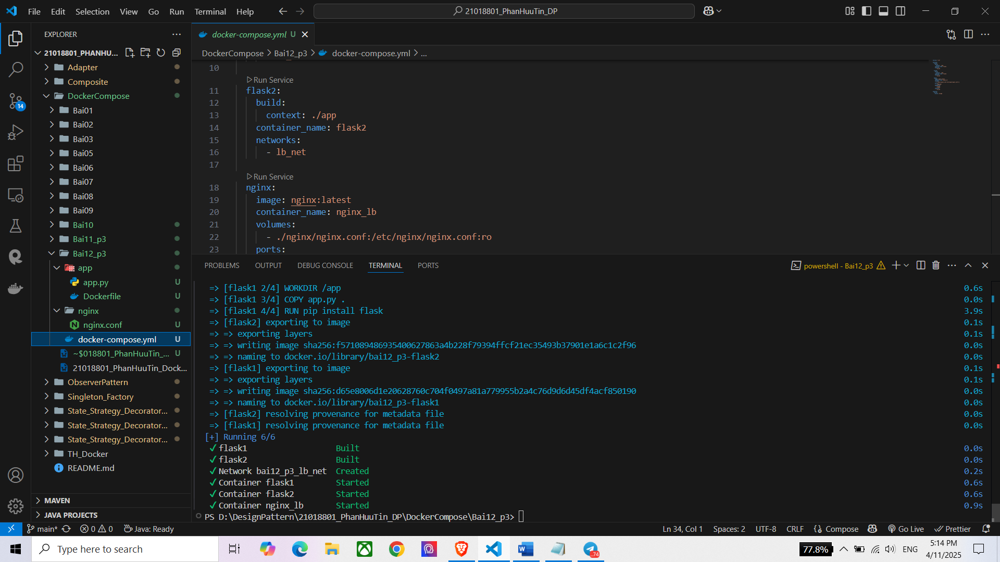 File Edit Selection View Go Run Terminal Help
21018801_PhanHuuTin_DP
EXPLORER
21018801_PHANHU...
Adapter
Composite
DockerCompose
Bai01
Bai02
Bai03
Bai05
Bai06
Bai07
Bai08
Bai09
Bai10
Bai11_p3
Bai12_p3
app
app.py U
Dockerfile U
nginx
nginx.conf U
docker-compose.yml U
~$018801_PhanHuuTin_... U
21018801_PhanHuuTin_Dock...
ObserverPattern
Singleton_Factory
State_Strategy_Decorator...
State_Strategy_Decorator...
State_Strategy_Decorator...
TH_Docker
README.md
MAVEN
JAVA PROJECTS
14
docker-compose.yml U
DockerCompose > Bai12_p3 > docker-compose.yml > ...
10
Run Service
11 flask2:
12 build:
13 context: ./app
14 container_name: flask2
15 networks:
16 - lb_net
17
Run Service
18 nginx:
19 image: nginx:latest
20 container_name: nginx_lb
21 volumes:
22 - ./nginx/nginx.conf:/etc/nginx/nginx.conf:ro
23 ports:
PROBLEMS OUTPUT DEBUG CONSOLE TERMINAL PORTS
powershell - Bai12_p3
=> [flask1 2/4] WORKDIR /app 0.6s
=> [flask1 3/4] COPY app.py . 0.0s
=> [flask1 4/4] RUN pip install flask 3.9s
=> [flask2] exporting to image 0.1s
=> => exporting layers 0.1s
=> => writing image sha256:f571089486935400627863a4b228f79394ffcf21ec35493b37901e1a6c1c2f96 0.0s
=> => naming to docker.io/library/bai12_p3-flask2 0.0s
=> [flask1] exporting to image 0.1s
=> => exporting layers 0.1s
=> => writing image sha256:d65e8006d1e20628760c704f0497a81a779955b2a4c76d9d6d45df4acf850190 0.0s
=> => naming to docker.io/library/bai12_p3-flask1 0.0s
=> [flask2] resolving provenance for metadata file 0.0s
=> [flask1] resolving provenance for metadata file 0.0s
[+] Running 6/6
✓ flask1 Built 0.0s
✓ flask2 Built 0.0s
✓ Network bai12_p3_lb_net Created 0.2s
✓ Container flask1 Started 0.6s
✓ Container flask2 Started 0.6s
✓ Container nginx_lb Started 0.9s
PS D:\DesignPattern\21018801_PhanHuuTin_DP\DockerCompose\Bai12_p3>
main* 0 0 Java: Ready Ln 34, Col 1 Spaces: 2 UTF-8 CRLF Compose Go Live Prettier
Type here to search
..74
77.8%
ENG
5:14 PM
4/11/2025